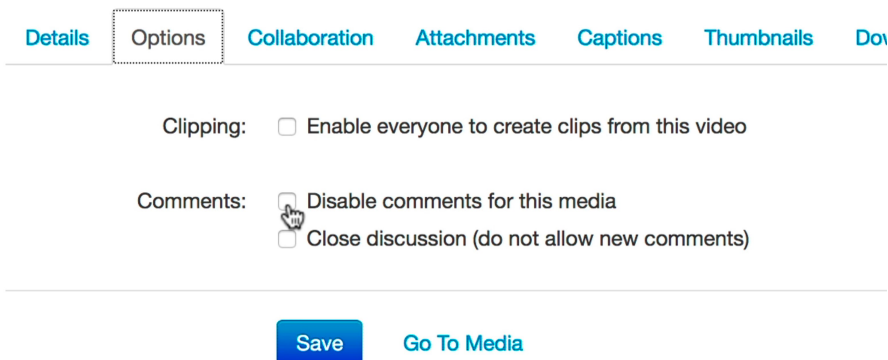 Details Options Collaboration Attachments Captions Thumbnails
Clipping: Enable everyone to create clips from this video
Comments: Disable comments for this media
Close discussion (do not allow new comments)
Save Go To Media